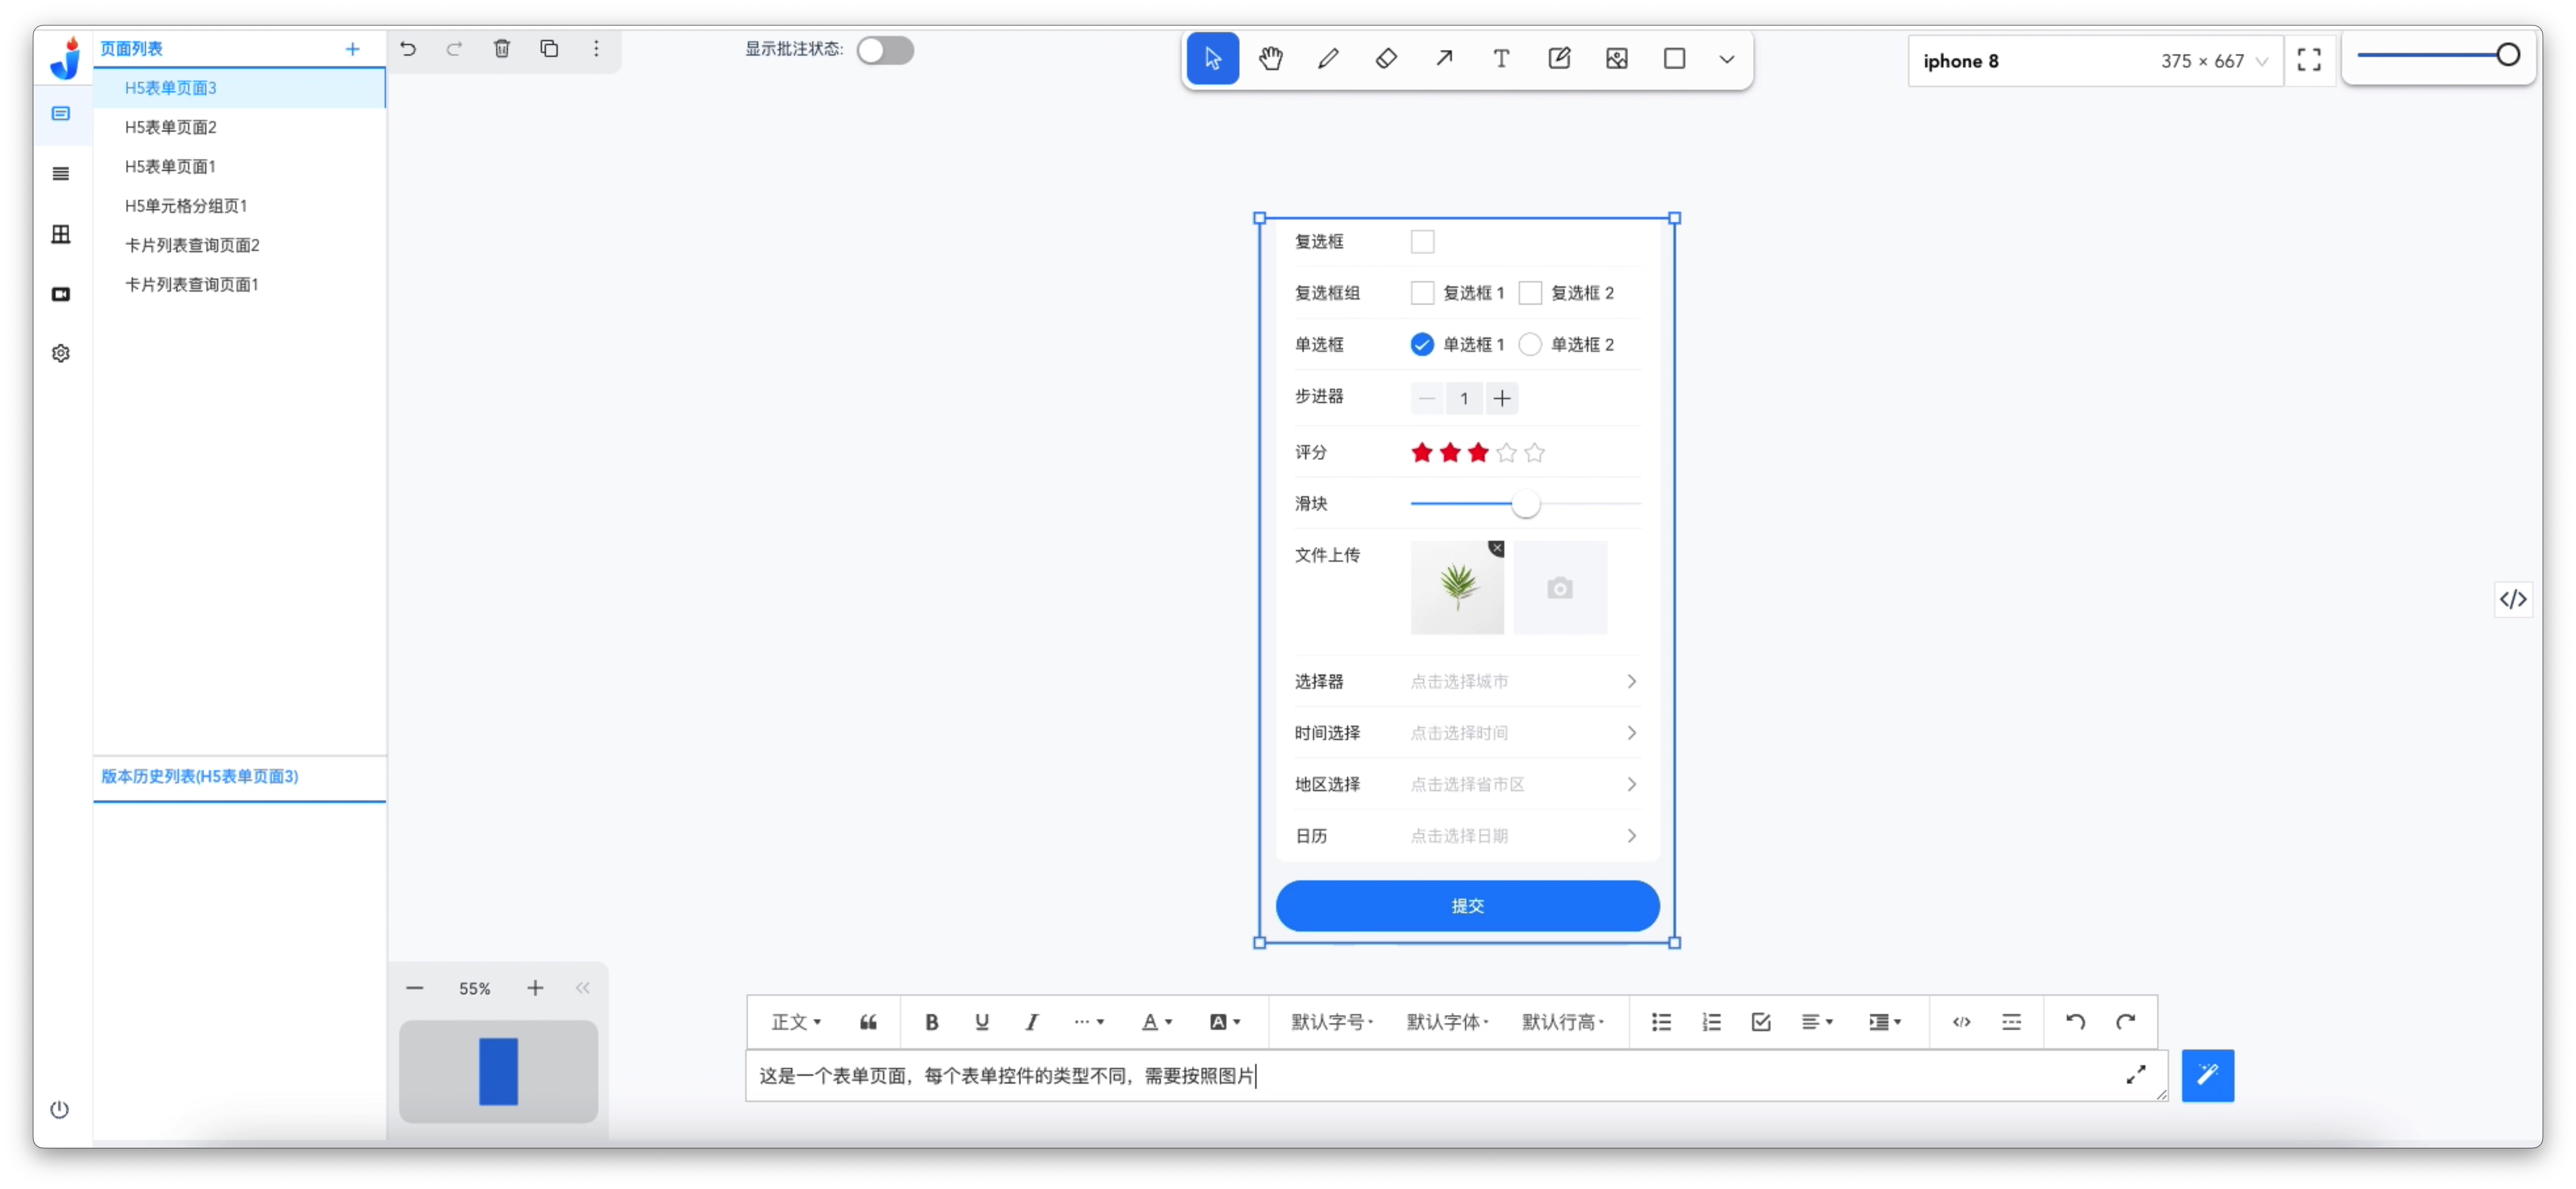 页面列表
显示批注状态:
iphone 8
375 × 667
H5表单页面3
H5表单页面2
H5表单页面1
H5单元格分组页1
卡片列表查询页面2
卡片列表查询页面1
复选框
复选框组 复选框 1 复选框 2
单选框 单选框 1 单选框 2
步进器 1
评分
滑块
文件上传
选择器 点击选择城市
时间选择 点击选择时间
地区选择 点击选择省市区
日历 点击选择日期
提交
版本历史列表(H5表单页面3)
55%
正文 B U I A A 默认字号 默认字体 默认行高
这是一个表单页面，每个表单控件的类型不同，需要按照图片